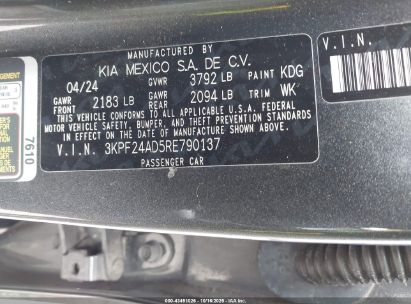 MANUFACTURED BY
KIA MEXICO S.A. DE C.V.
04/24 GVWR 3792 LB PAINT KDG
GAWR FRONT 2183 LB GAWR REAR 2094 LB TRIM WK
THIS VEHICLE CONFORMS TO ALL APPLICABLE U.S.A. FEDERAL
MOTOR VEHICLE SAFETY, BUMPER, AND THEFT PREVENTION STANDARDS
IN EFFECT ON THE DATE OF MANUFACTURE SHOWN ABOVE.
V.I.N. 3KPF24AD5RE790137
PASSENGER CAR
V.I.N.
7610